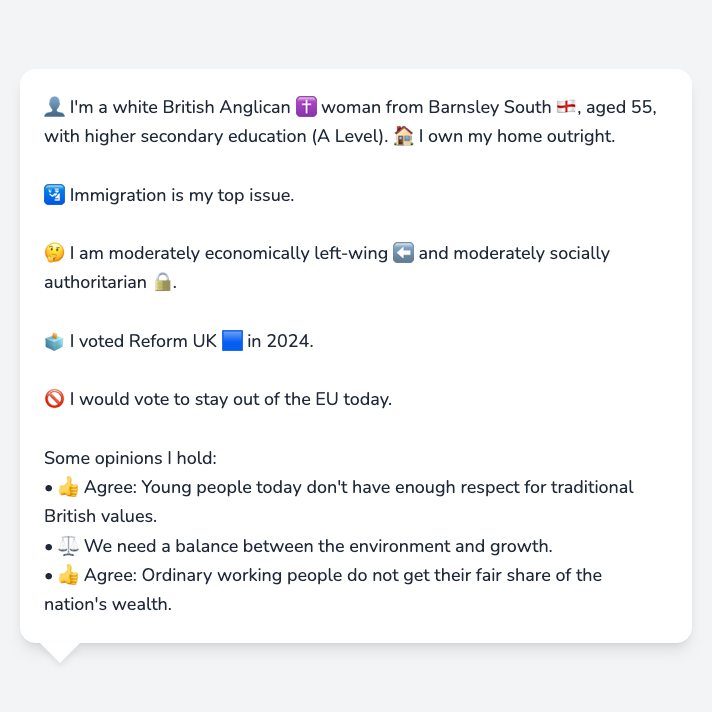 👤 I'm a white British Anglican ✝️ woman from Barnsley South 🏴󠁧󠁢󠁥󠁮󠁧󠁿, aged 55,
with higher secondary education (A Level). 🏠 I own my home outright.
🛂 Immigration is my top issue.
🤔 I am moderately economically left-wing ⬅️ and moderately socially
authoritarian 🔒.
🗳️ I voted Reform UK 🟦 in 2024.
🚫 I would vote to stay out of the EU today.
Some opinions I hold:
• 👍 Agree: Young people today don't have enough respect for traditional
British values.
• ⚖️ We need a balance between the environment and growth.
• 👍 Agree: Ordinary working people do not get their fair share of the
nation's wealth.